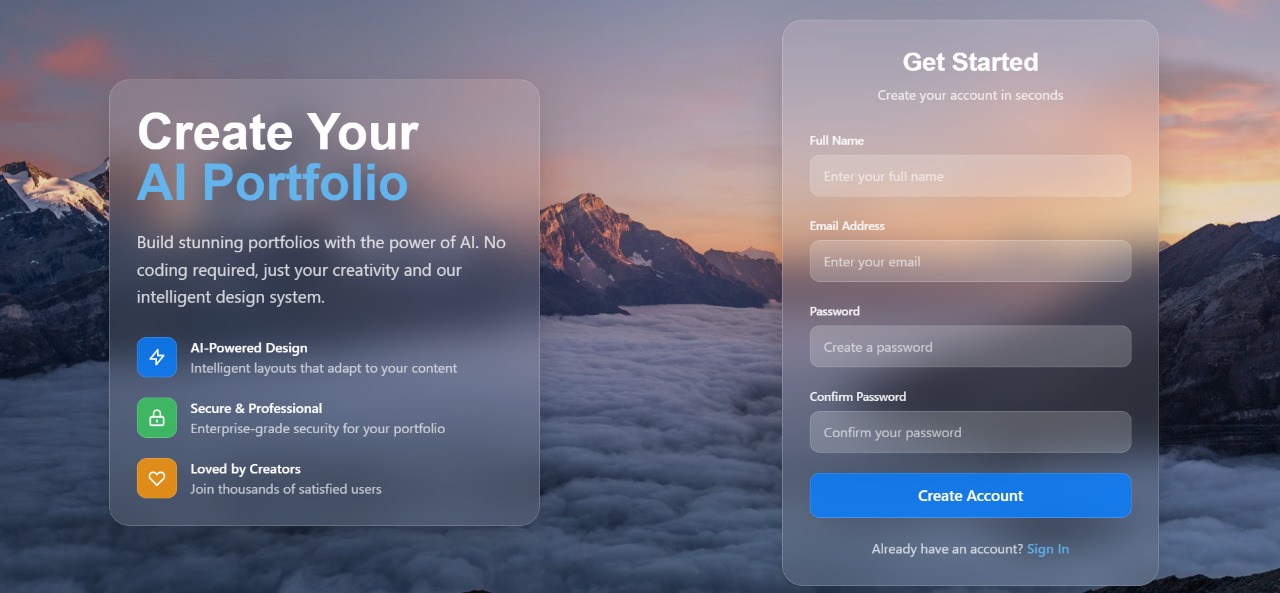 Create Your
AI Portfolio
Build stunning portfolios with the power of AI. No
coding required, just your creativity and our
intelligent design system.
AI-Powered Design
Intelligent layouts that adapt to your content
Secure & Professional
Enterprise-grade security for your portfolio
Loved by Creators
Join thousands of satisfied users
Get Started
Create your account in seconds
Full Name
Enter your full name
Email Address
Enter your email
Password
Create a password
Confirm Password
Confirm your password
Create Account
Already have an account? Sign In